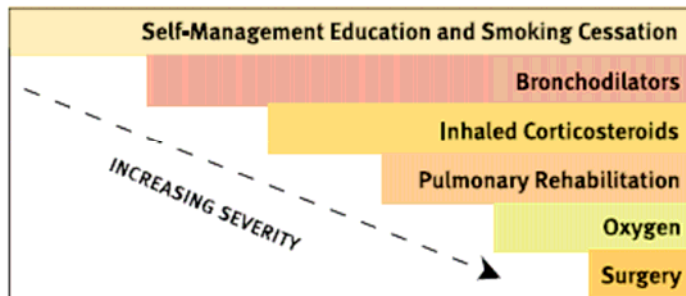 Self-Management Education and Smoking Cessation
Bronchodilators
Inhaled Corticosteroids
Pulmonary Rehabilitation
Oxygen
Surgery
INCREASING SEVERITY